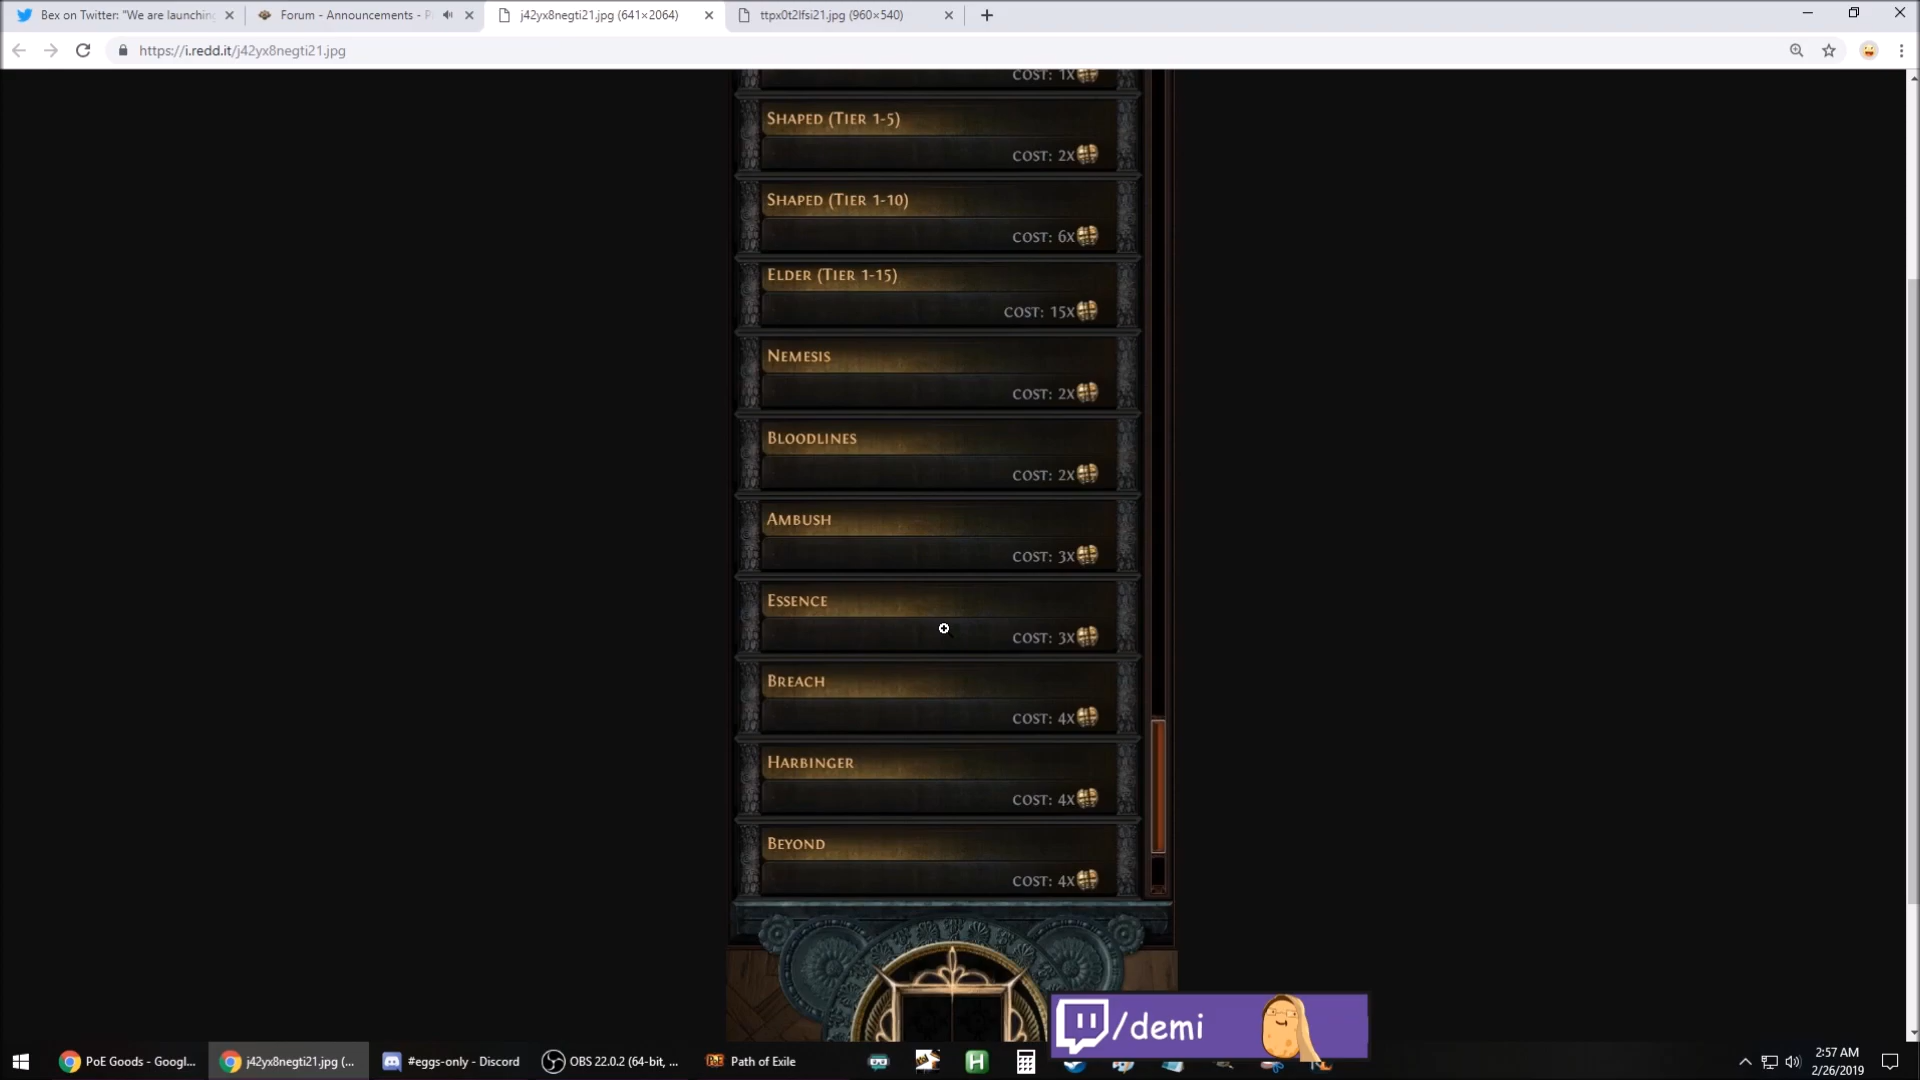 Bex on Twitter: "We are launching
Forum - Announcements - P
j42yx8negti21.jpg (641×2064)
ttpx0t2lfsi21.jpg (960×540)
https://i.redd.it/j42yx8negti21.jpg
COST: 1X
SHAPED (TIER 1-5)
COST: 2X
SHAPED (TIER 1-10)
COST: 6X
ELDER (TIER 1-15)
COST: 15X
NEMESIS
COST: 2X
BLOODLINES
COST: 2X
AMBUSH
COST: 3X
ESSENCE
COST: 3X
BREACH
COST: 4X
HARBINGER
COST: 4X
BEYOND
COST: 4X
/demi
PoE Goods - Googl...
j42yx8negti21.jpg (...
#eggs-only - Discord
OBS 22.0.2 (64-bit, ...
Path of Exile
2:57 AM
2/26/2019